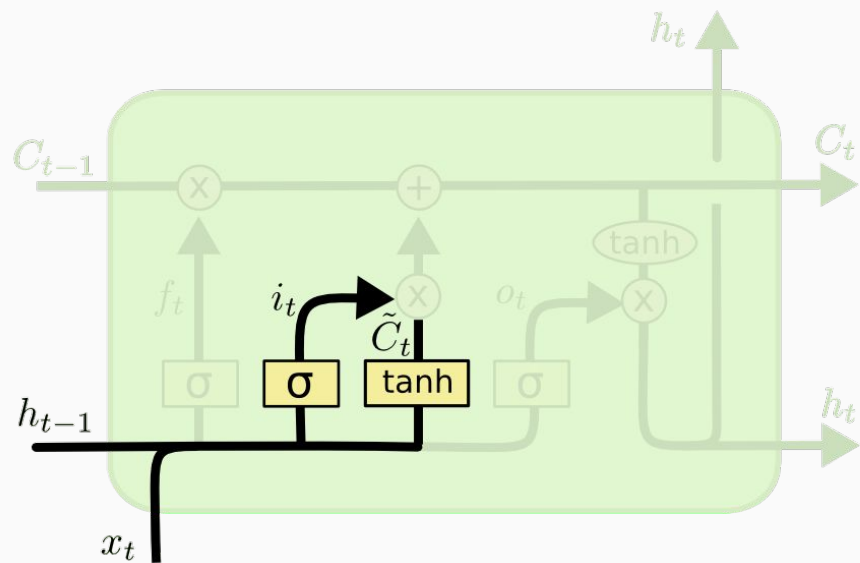 h_t
C_{t-1}
C_t
x
+
tanh
f_t
i_t
x
o_t
x
C̃_t
σ
σ
tanh
σ
h_{t-1}
h_t
x_t